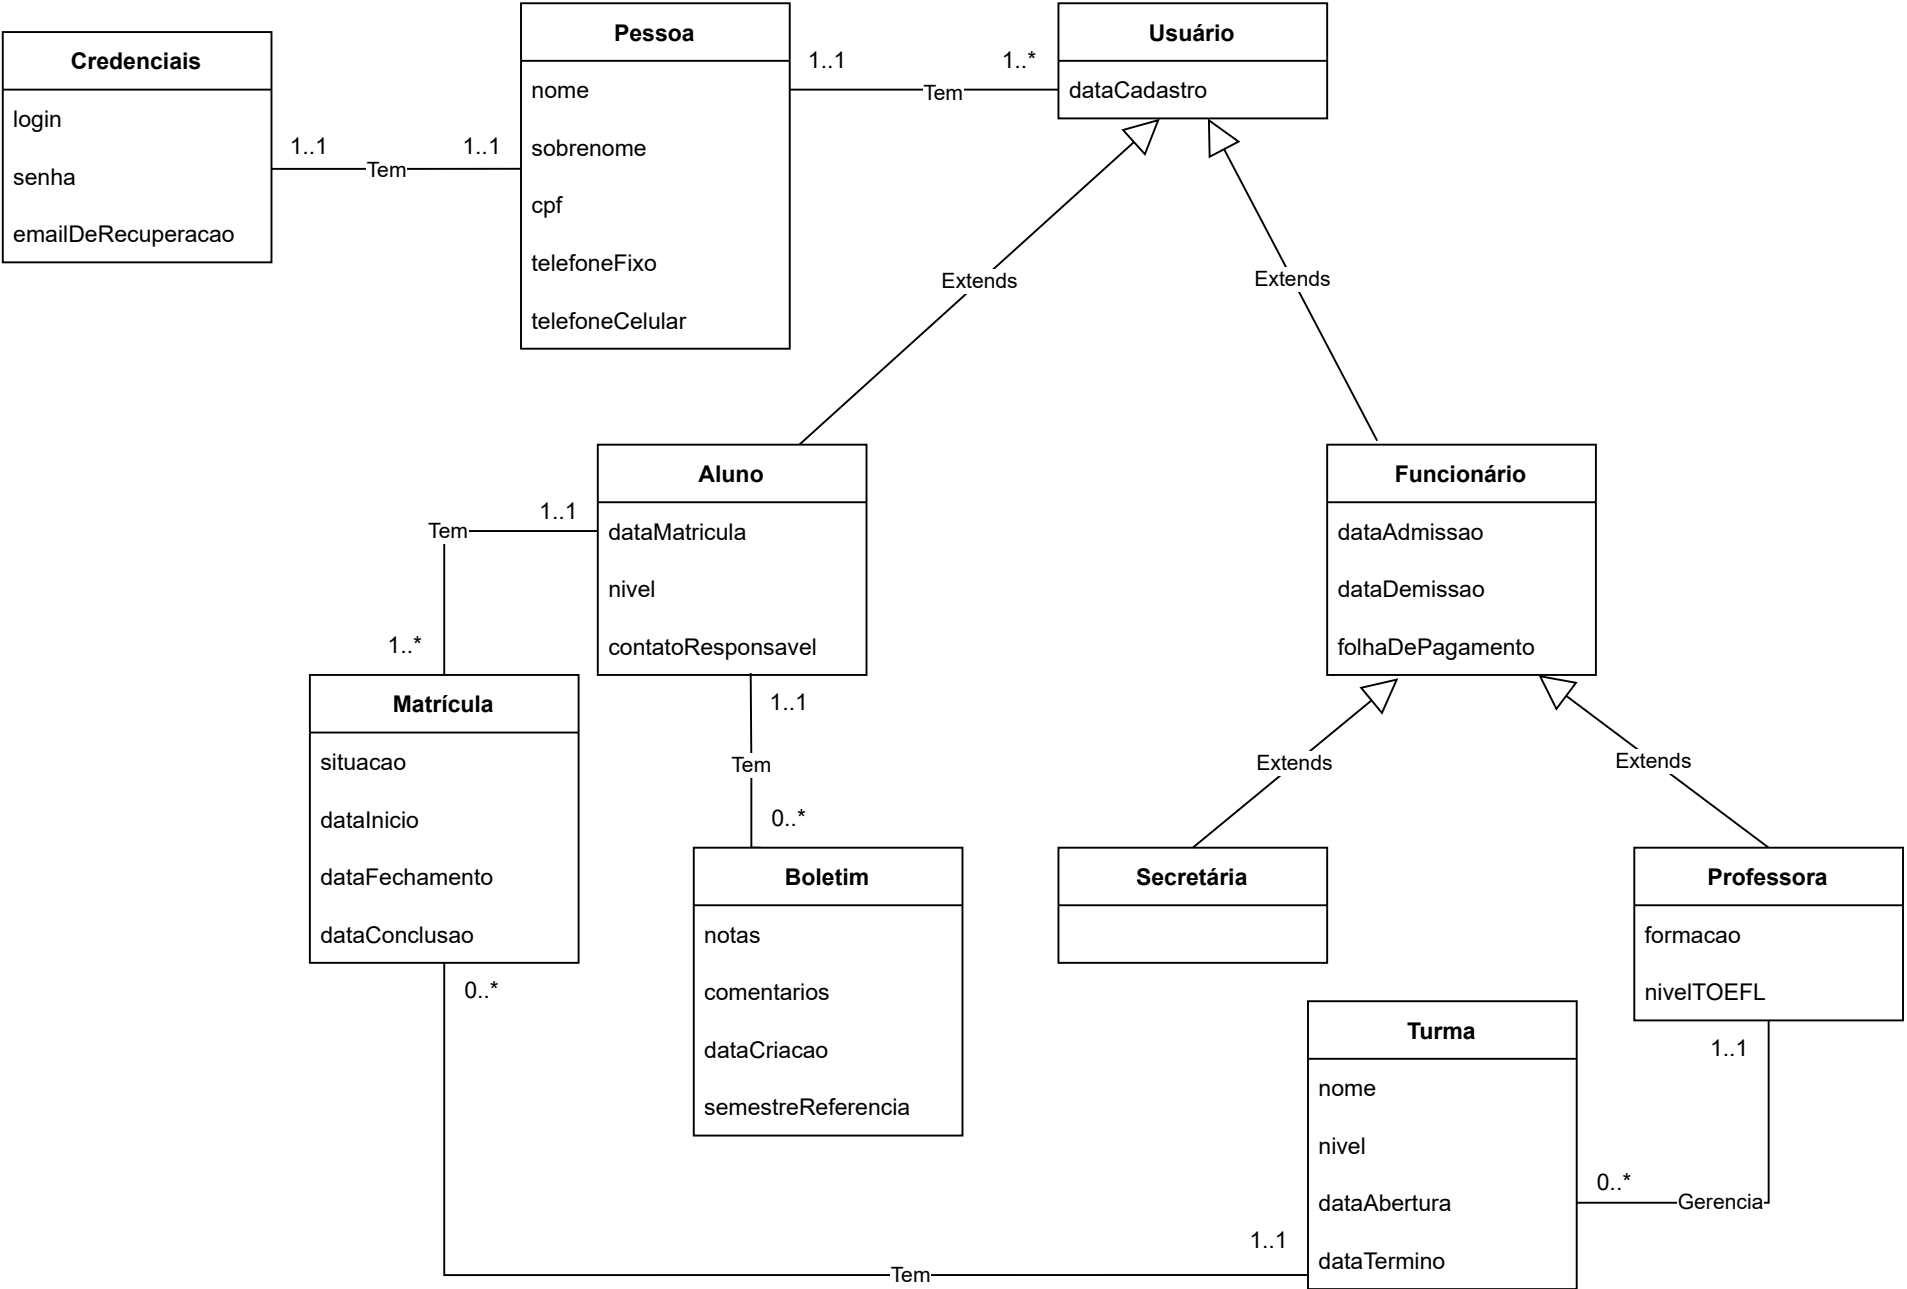 Credenciais
login
senha
emailDeRecuperacao
1..1
Tem
1..1
Pessoa
nome
sobrenome
cpf
telefoneFixo
telefoneCelular
1..1
Tem
1..*
Usuário
dataCadastro
Extends
Extends
Aluno
dataMatricula
nivel
contatoResponsavel
Funcionário
dataAdmissao
dataDemissao
folhaDePagamento
1..1
Tem
1..*
Matrícula
situacao
dataInicio
dataFechamento
dataConclusao
1..1
Tem
0..*
Boletim
notas
comentarios
dataCriacao
semestreReferencia
Extends
Extends
Secretária
Professora
formacao
nivelTOEFL
1..1
Gerencia
0..*
Turma
nome
nivel
dataAbertura
dataTermino
0..*
Tem
1..1